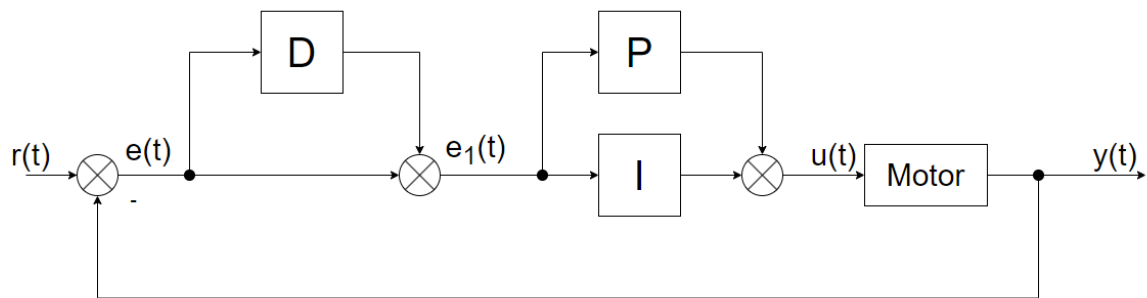 D
P
r(t)
e(t)
e₁(t)
I
u(t)
Motor
y(t)
-